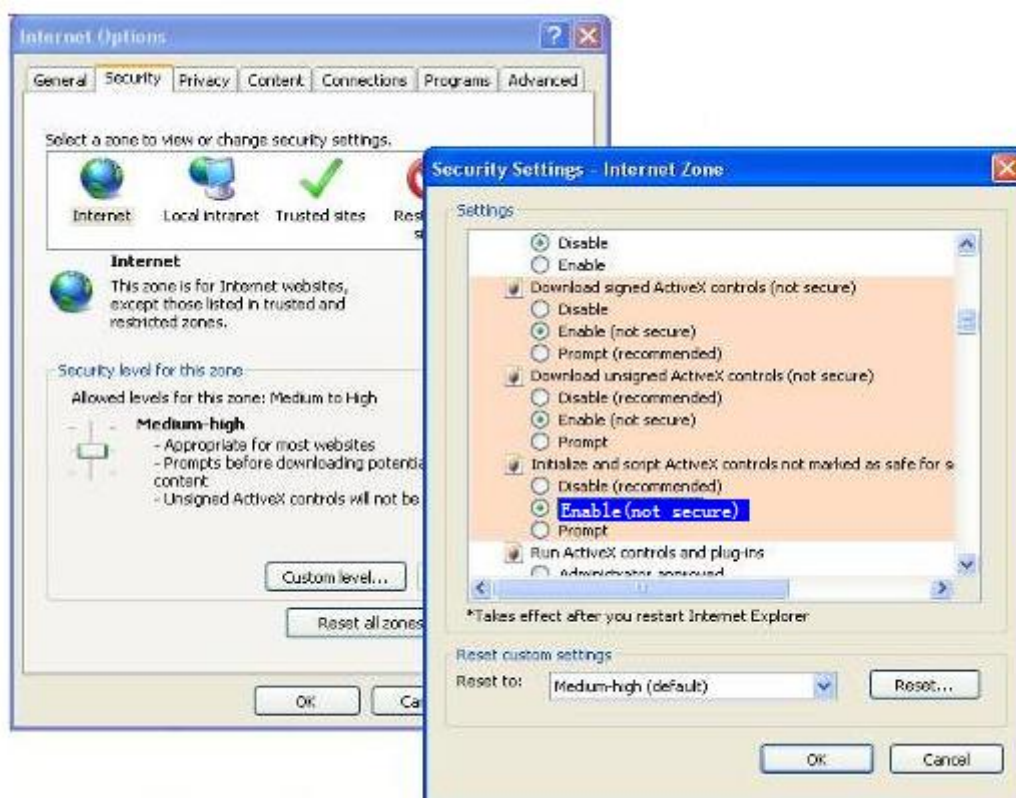 Internet Options
General Security Privacy Content Connections Programs Advanced
Select a zone to view or change security settings.
Internet Local intranet Trusted sites
Internet
This zone is for Internet websites,
except those listed in trusted and
restricted zones.
Security level for this zone
Allowed levels for this zone: Medium to High
Medium-high
- Appropriate for most websites
- Prompts before downloading
content
- Unsigned ActiveX controls will not be
Custom level...
Reset all zones
OK
Security Settings - Internet Zone
Settings
Disable
Enable
Download signed ActiveX controls (not secure)
Disable
Enable (not secure)
Prompt (recommended)
Download unsigned ActiveX controls (not secure)
Disable (recommended)
Enable (not secure)
Prompt
Initialize and script ActiveX controls not marked as safe for s
Disable (recommended)
Enable(not secure)
Prompt
Run ActiveX controls and plug-ins
Administrator approved
*Takes effect after you restart Internet Explorer
Reset custom settings
Reset to: Medium-high (default) Reset...
OK Cancel